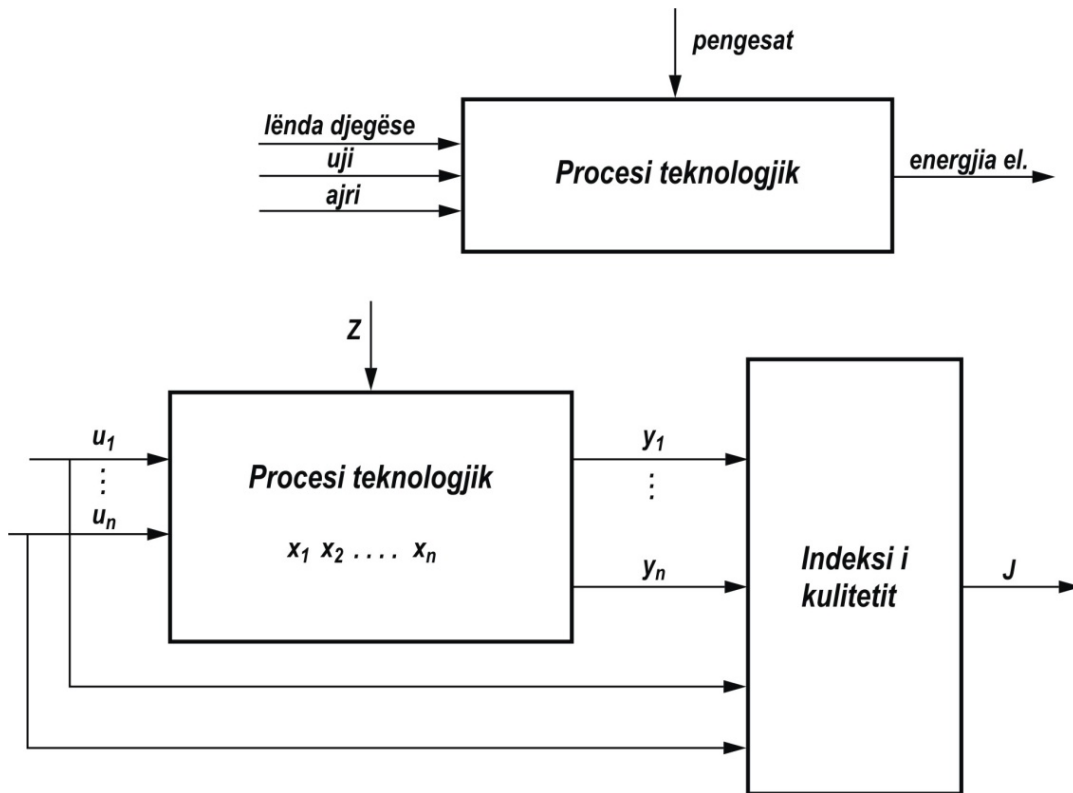 pengesat
lënda djegëse
uji
ajri
Procesi teknologjik
energjia el.
Z
u1
⋮
un
Procesi teknologjik
x1 x2 .... xn
y1
⋮
yn
Indeksi i
kulitetit
J